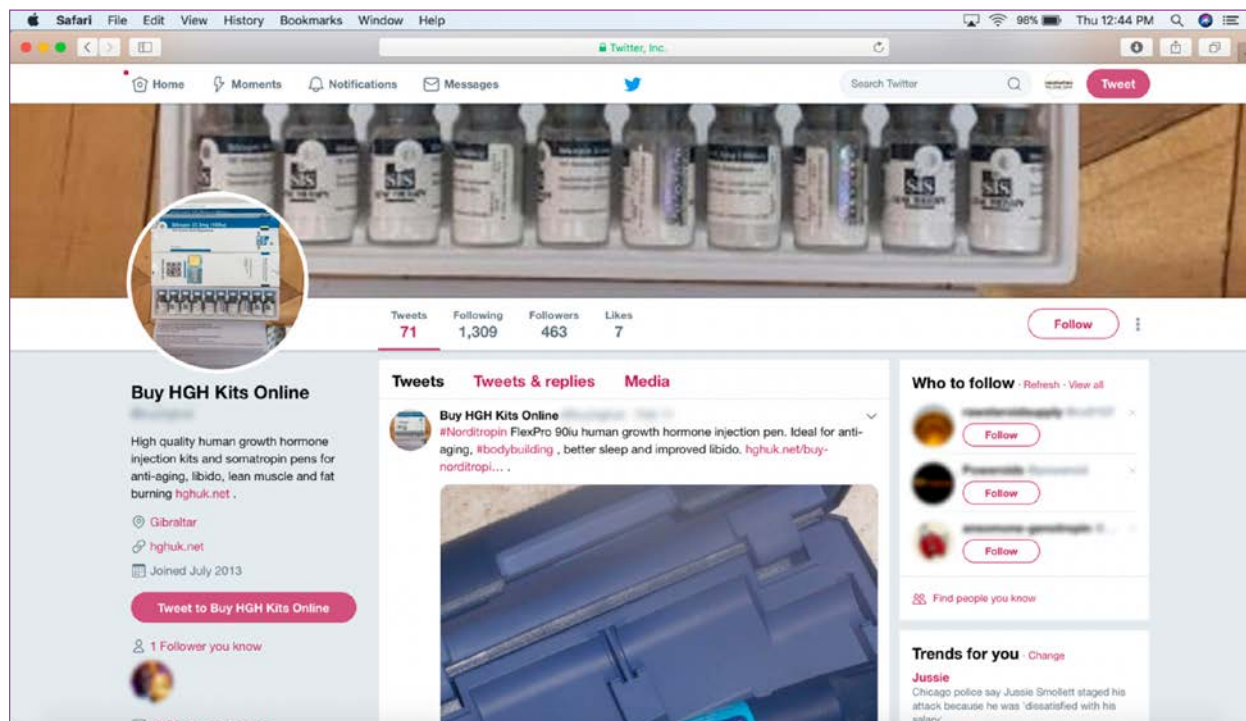 Safari File Edit View History Bookmarks Window Help
98% Thu 12:44 PM
Twitter, Inc.
Home Moments Notifications Messages
Search Twitter
Tweet
SIS
SIS
SIS
SIS
SIS
SIS
Tweets Following Followers Likes
71 1,309 463 7
Follow
Buy HGH Kits Online
High quality human growth hormone
injection kits and somatropin pens for
anti-aging, libido, lean muscle and fat
burning hghuk.net .
Gibraltar
hghuk.net
Joined July 2013
Tweet to Buy HGH Kits Online
1 Follower you know
Tweets Tweets & replies Media
Buy HGH Kits Online
#Norditropin FlexPro 90iu human growth hormone injection pen. Ideal for anti-
aging, #bodybuilding , better sleep and improved libido. hghuk.net/buy-
norditropi… .
Who to follow · Refresh · View all
Follow
Follow
Follow
Find people you know
Trends for you · Change
Jussie
Chicago police say Jussie Smollett staged his
attack because he was 'dissatisfied with his
salary'